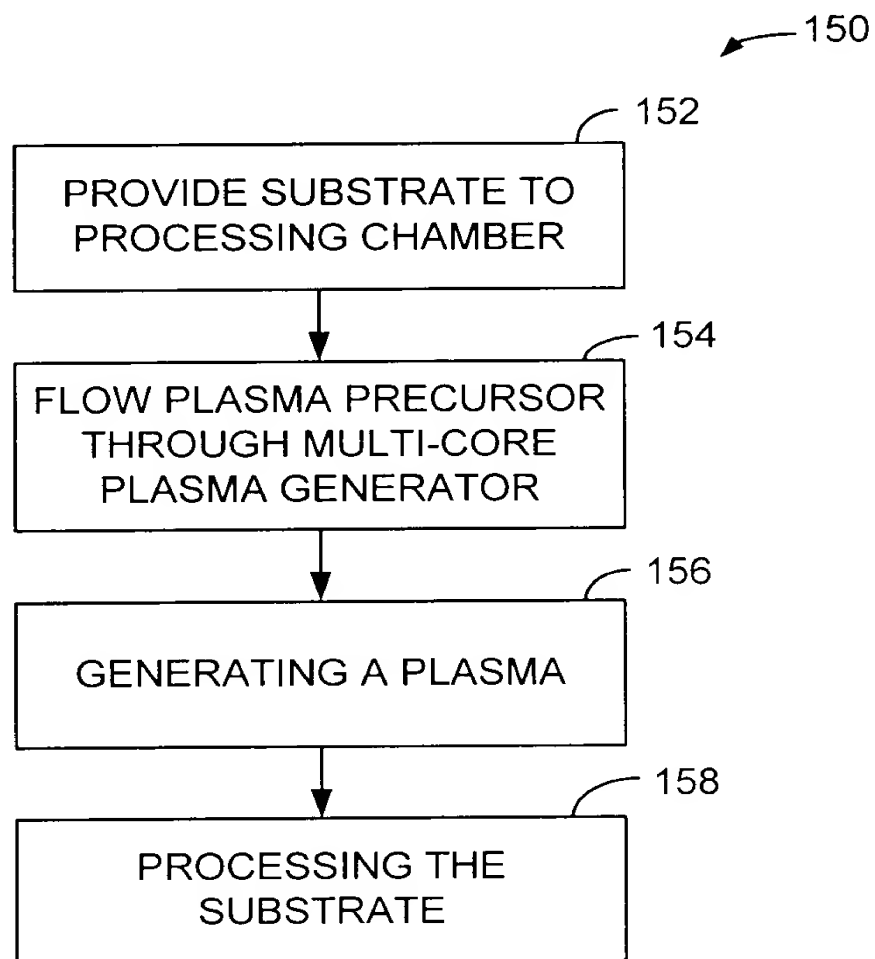 150
152
PROVIDE SUBSTRATE TO
PROCESSING CHAMBER
154
FLOW PLASMA PRECURSOR
THROUGH MULTI-CORE
PLASMA GENERATOR
156
GENERATING A PLASMA
158
PROCESSING THE
SUBSTRATE